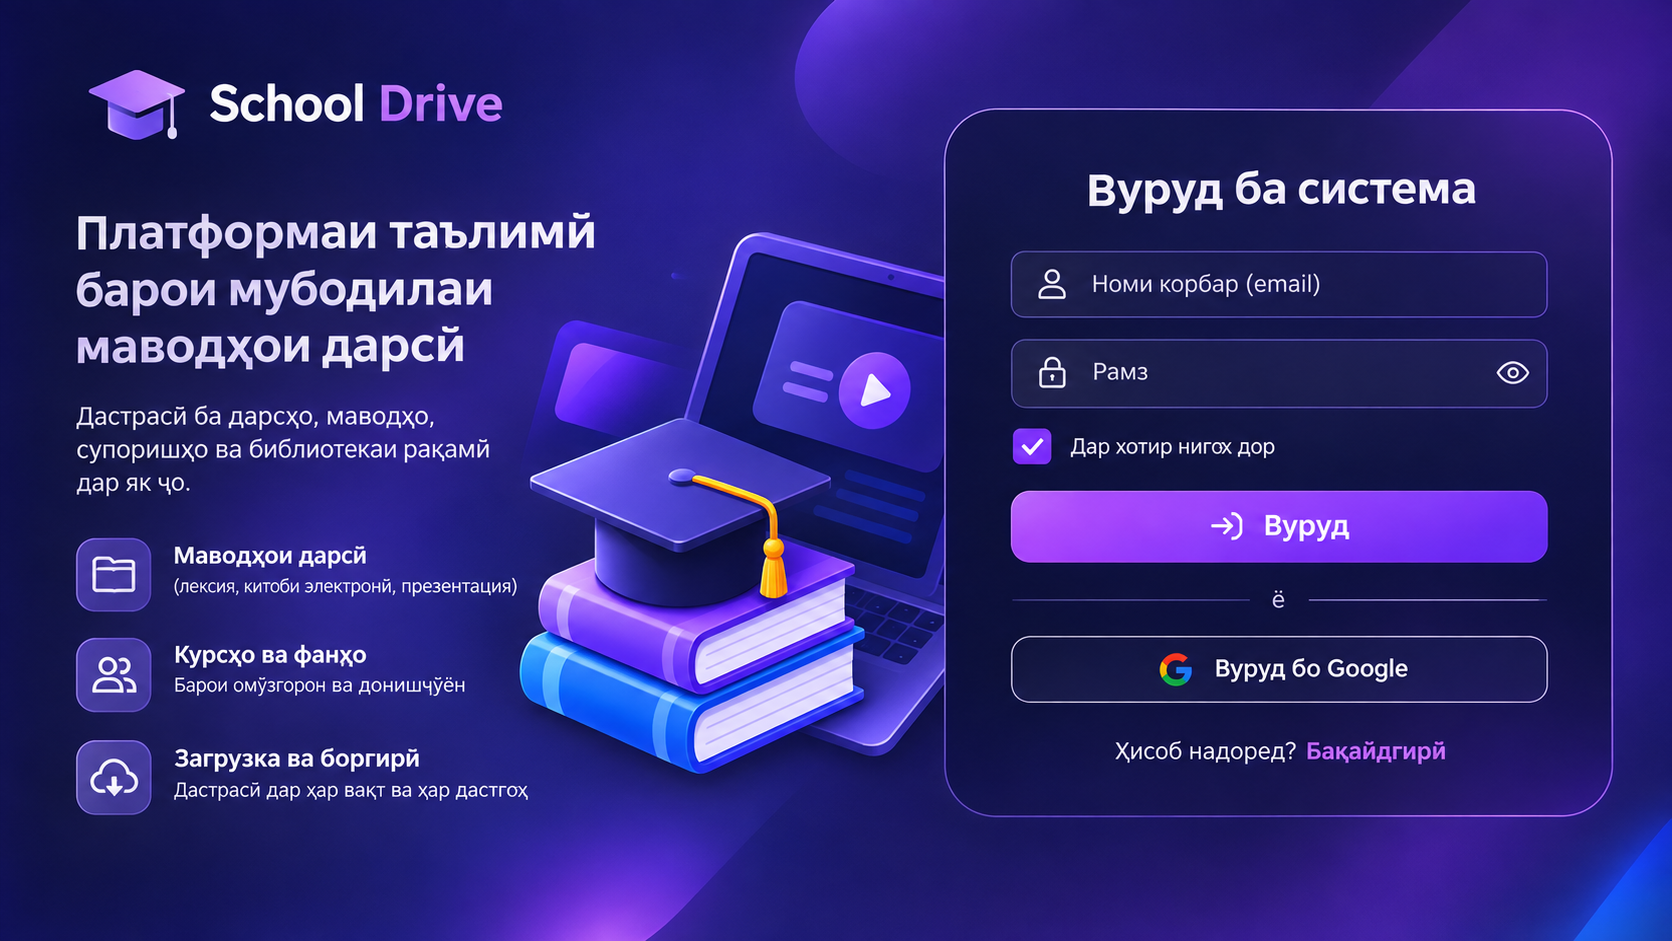 School Drive
Платформаи таълимӣ
барои мубодилаи
маводҳои дарсӣ
Дастрасӣ ба дарсҳо, маводҳо,
супоришҳо ва библиотекаи рақамӣ
дар як ҷо.
Маводҳои дарсӣ
(лексия, китоби электронӣ, презентация)
Курсҳо ва фанҳо
Барои омӯзгорон ва донишҷӯён
Загрузка ва боргирӣ
Дастрасӣ дар ҳар вақт ва ҳар дастгоҳ
Вуруд ба система
Номи корбар (email)
Рамз
Дар хотир нигох дор
Вуруд
ё
Вуруд бо Google
Ҳисоб надоред? Бақайдгирӣ